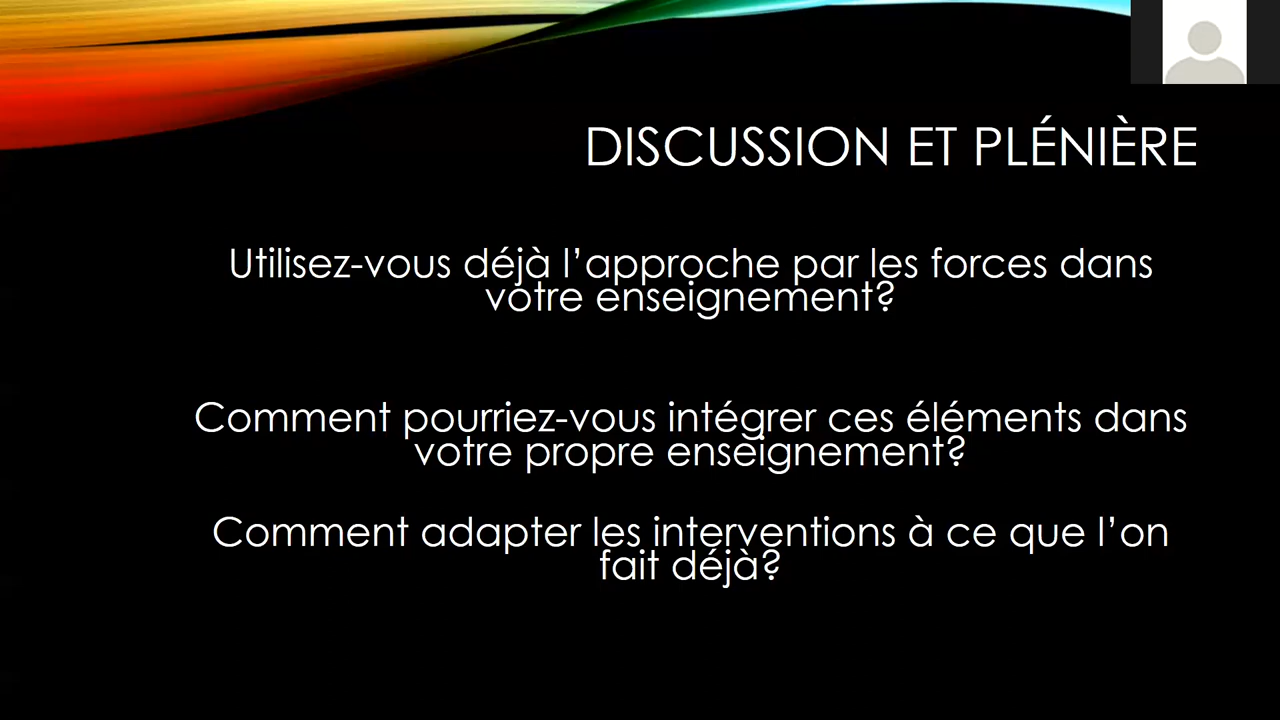 DISCUSSION ET PLÉNIÈRE
Utilisez-vous déjà l’approche par les forces dans
votre enseignement?
Comment pourriez-vous intégrer ces éléments dans
votre propre enseignement?
Comment adapter les interventions à ce que l’on
fait déjà?